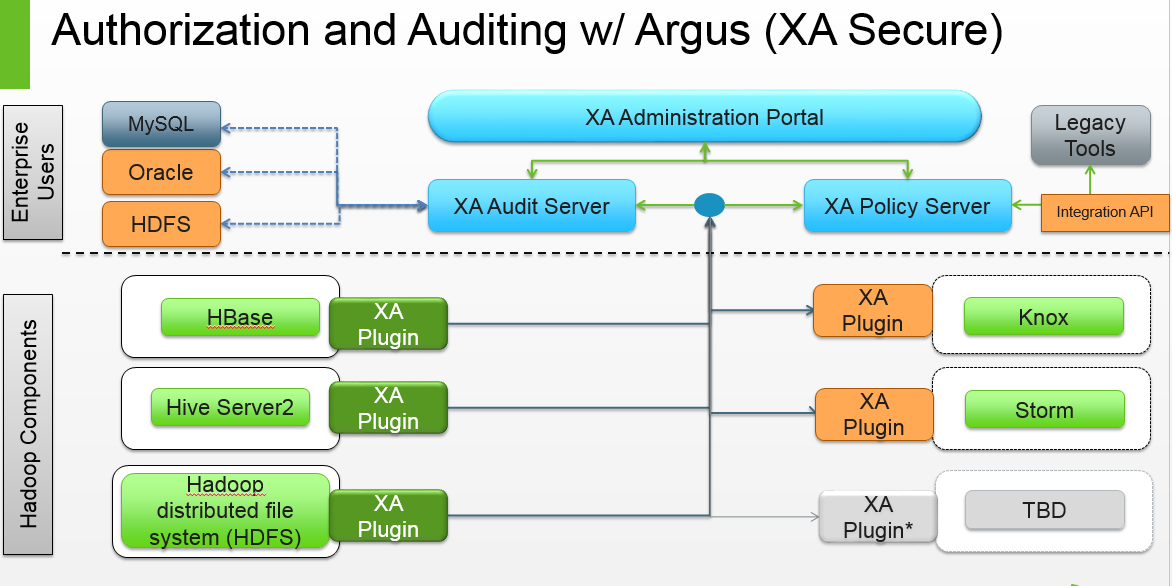 Authorization and Auditing w/ Argus (XA Secure)
Enterprise
Users
MySQL
Oracle
HDFS
XA Administration Portal
XA Audit Server
XA Policy Server
Legacy
Tools
Integration API
Hadoop Components
HBase
XA
Plugin
XA
Plugin
Knox
Hive Server2
XA
Plugin
XA
Plugin
Storm
Hadoop
distributed file
system (HDFS)
XA
Plugin
XA
Plugin*
TBD